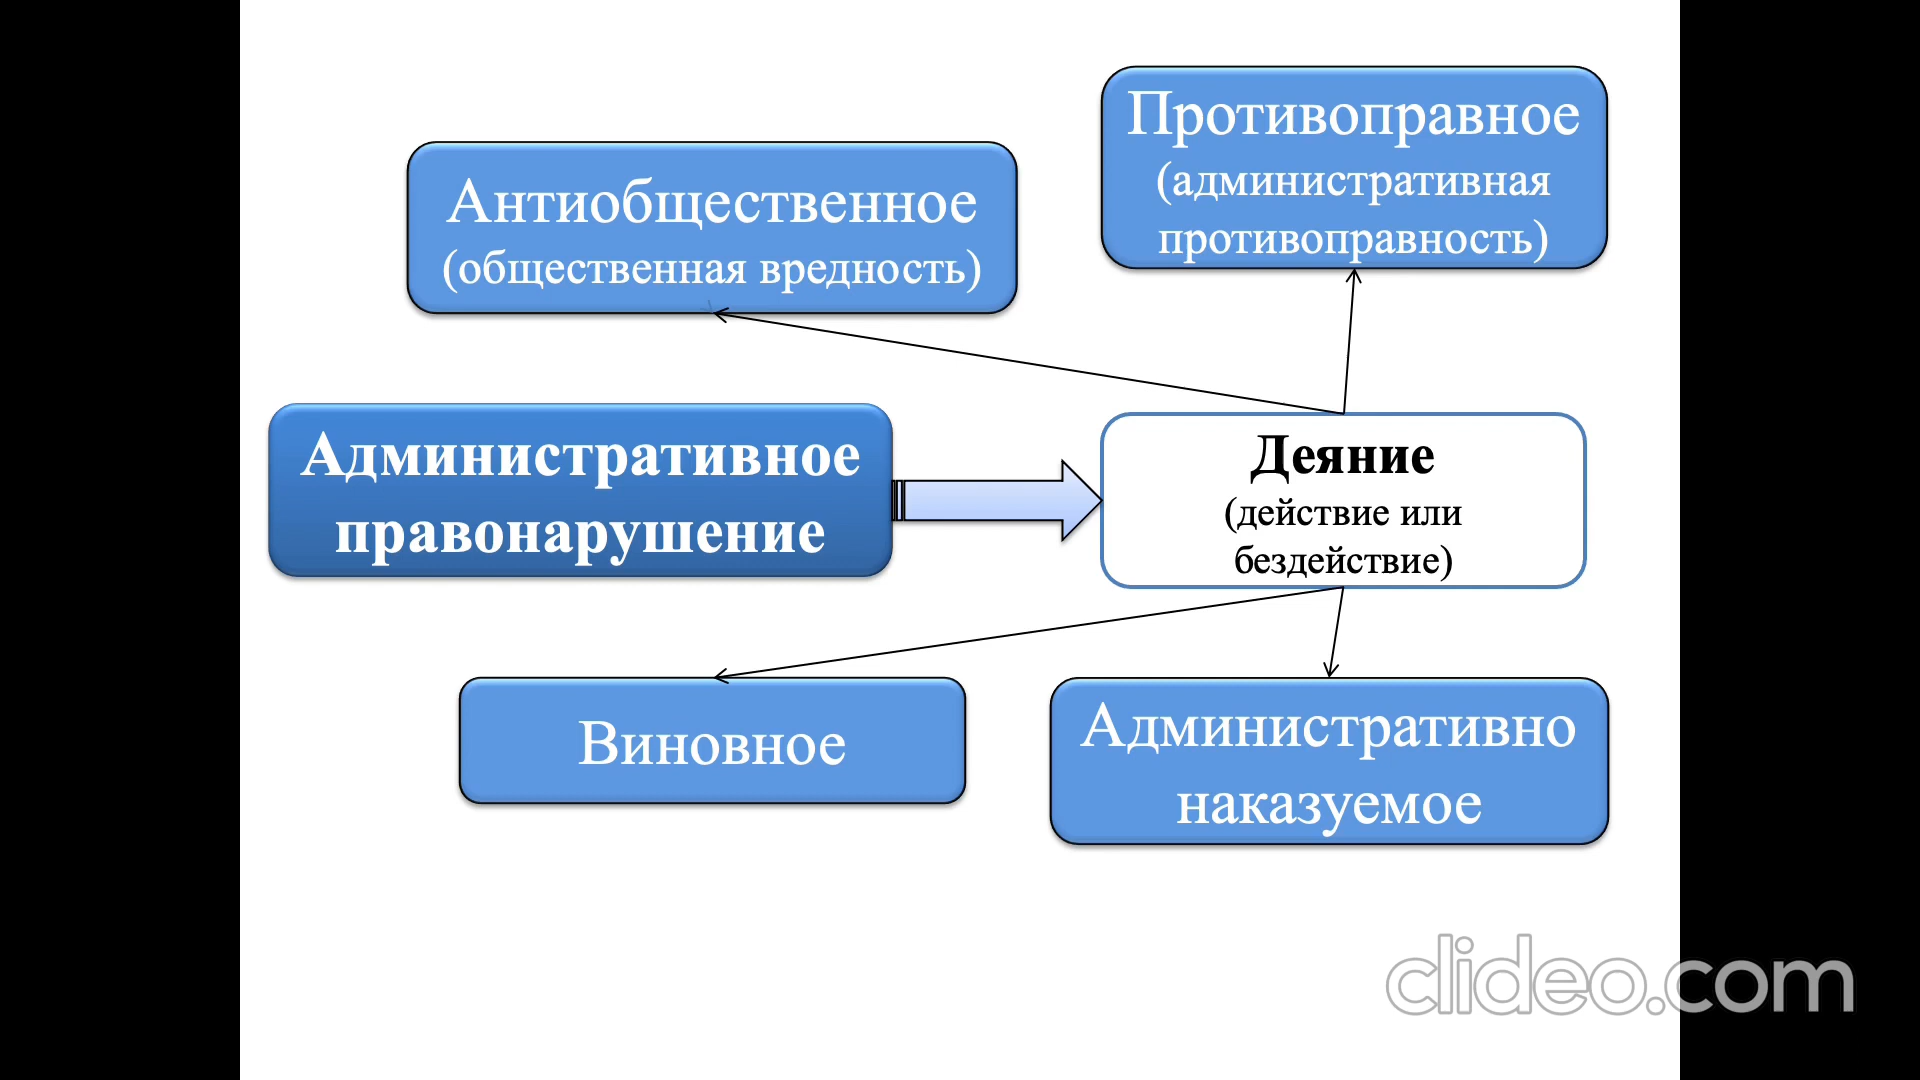 Противоправное
(административная
противоправность)
Антиобщественное
(общественная вредность)
Административное
правонарушение
Деяние
(действие или
бездействие)
Виновное
Административно
наказуемое
clideo.com